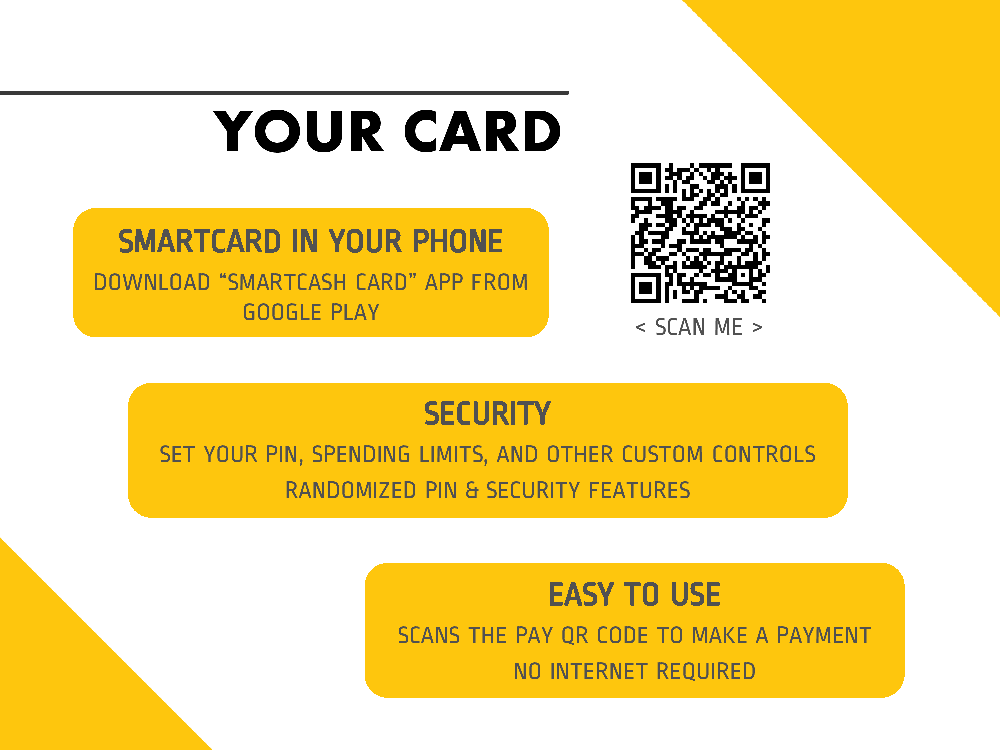 YOUR CARD
SMARTCARD IN YOUR PHONE
DOWNLOAD “SMARTCASH CARD” APP FROM
GOOGLE PLAY
< SCAN ME >
SECURITY
SET YOUR PIN, SPENDING LIMITS, AND OTHER CUSTOM CONTROLS
RANDOMIZED PIN & SECURITY FEATURES
EASY TO USE
SCANS THE PAY QR CODE TO MAKE A PAYMENT
NO INTERNET REQUIRED